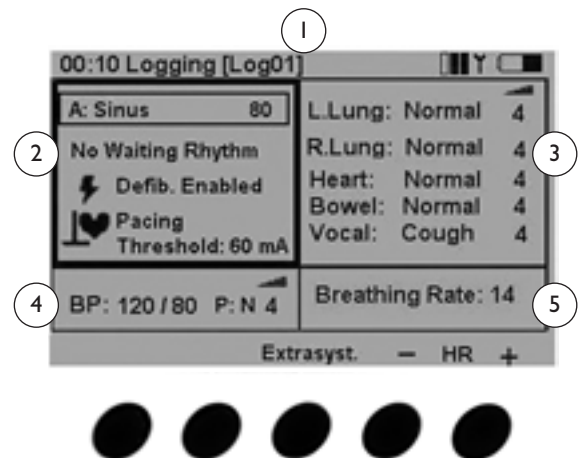 1
00:10 Logging [Log01]
A: Sinus 80
No Waiting Rhythm
Defib. Enabled
Pacing
Threshold: 60 mA
2
L.Lung: Normal 4
R.Lung: Normal 4
Heart: Normal 4
Bowel: Normal 4
Vocal: Cough 4
3
4
BP: 120/80 P: N 4
Breathing Rate: 14
5
Extrasyst. – HR +